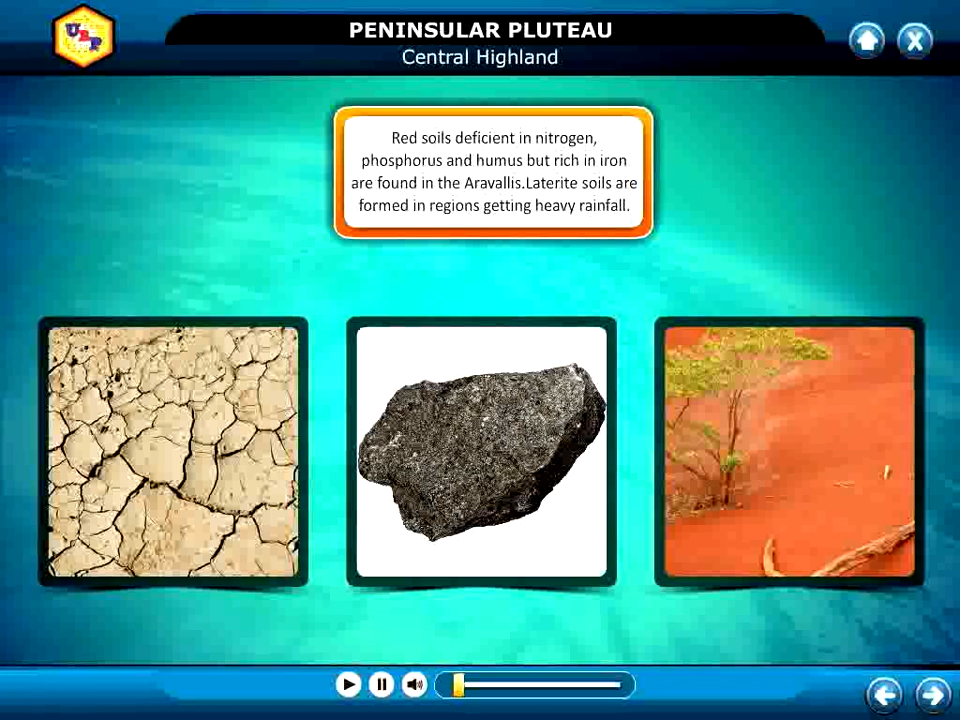 PENINSULAR PLUTEAU
Central Highland
UBP
Red soils deficient in nitrogen,
phosphorus and humus but rich in iron
are found in the Aravallis.Laterite soils are
formed in regions getting heavy rainfall.